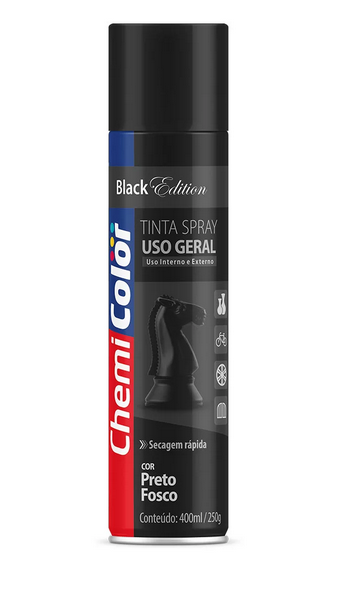 Black Edition
TINTA SPRAY
USO GERAL
Uso Interno e Externo
ChemiColor
Secagem rápida
COR
Preto
Fosco
Conteúdo: 400ml/250g